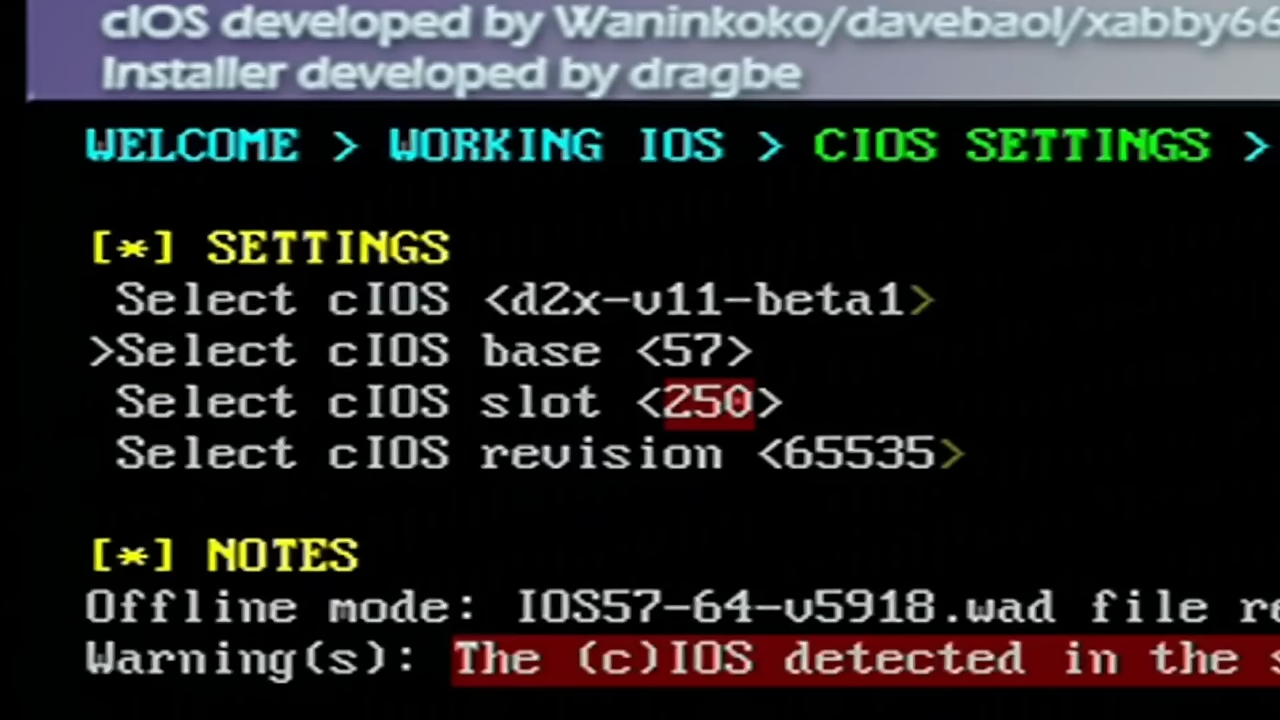 cIOS developed by Waninkoko/davebaol/xabby66
Installer developed by dragbe
WELCOME > WORKING IOS > CIOS SETTINGS >
[*] SETTINGS
Select cIOS <d2x-v11-beta1>
>Select cIOS base <57>
Select cIOS slot <250>
Select cIOS revision <65535>
[*] NOTES
Offline mode: IOS57-64-v5918.wad file
Warning(s): The (c)IOS detected in the